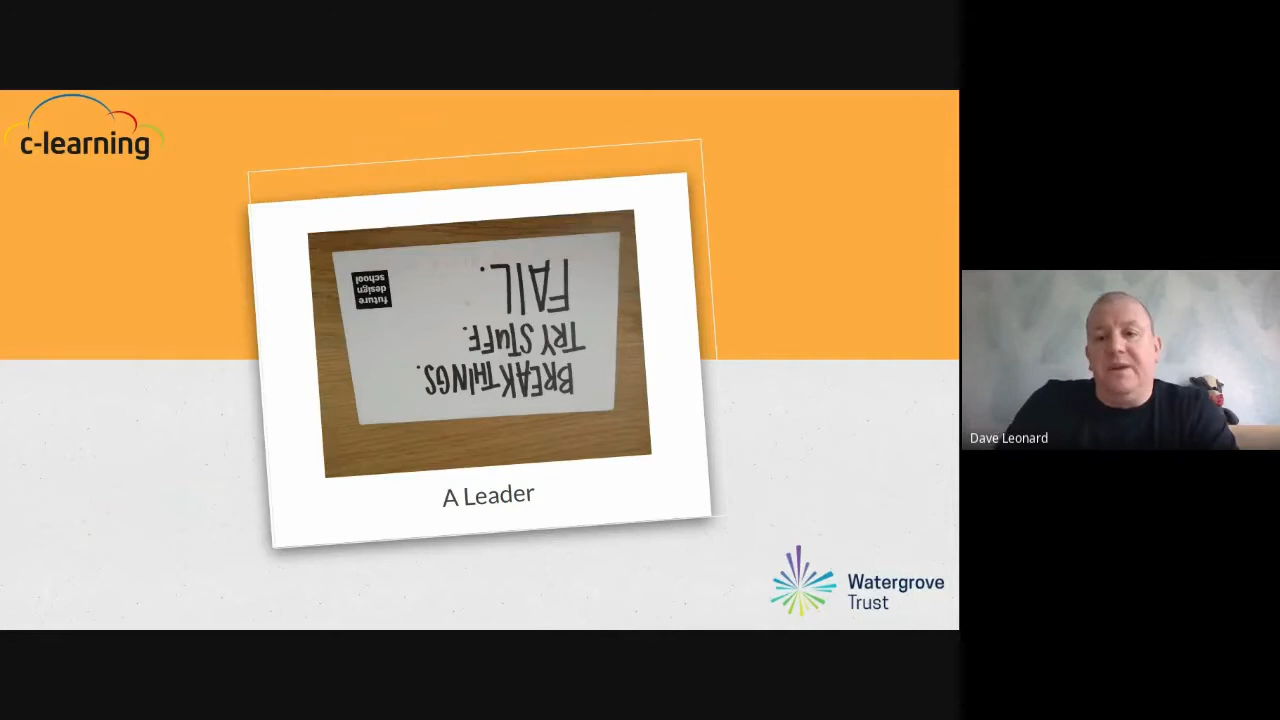 c-learning
BREAK THINGS.
TRY STUFF.
FAIL.
future
design
school
A Leader
Watergrove
Trust
Dave Leonard